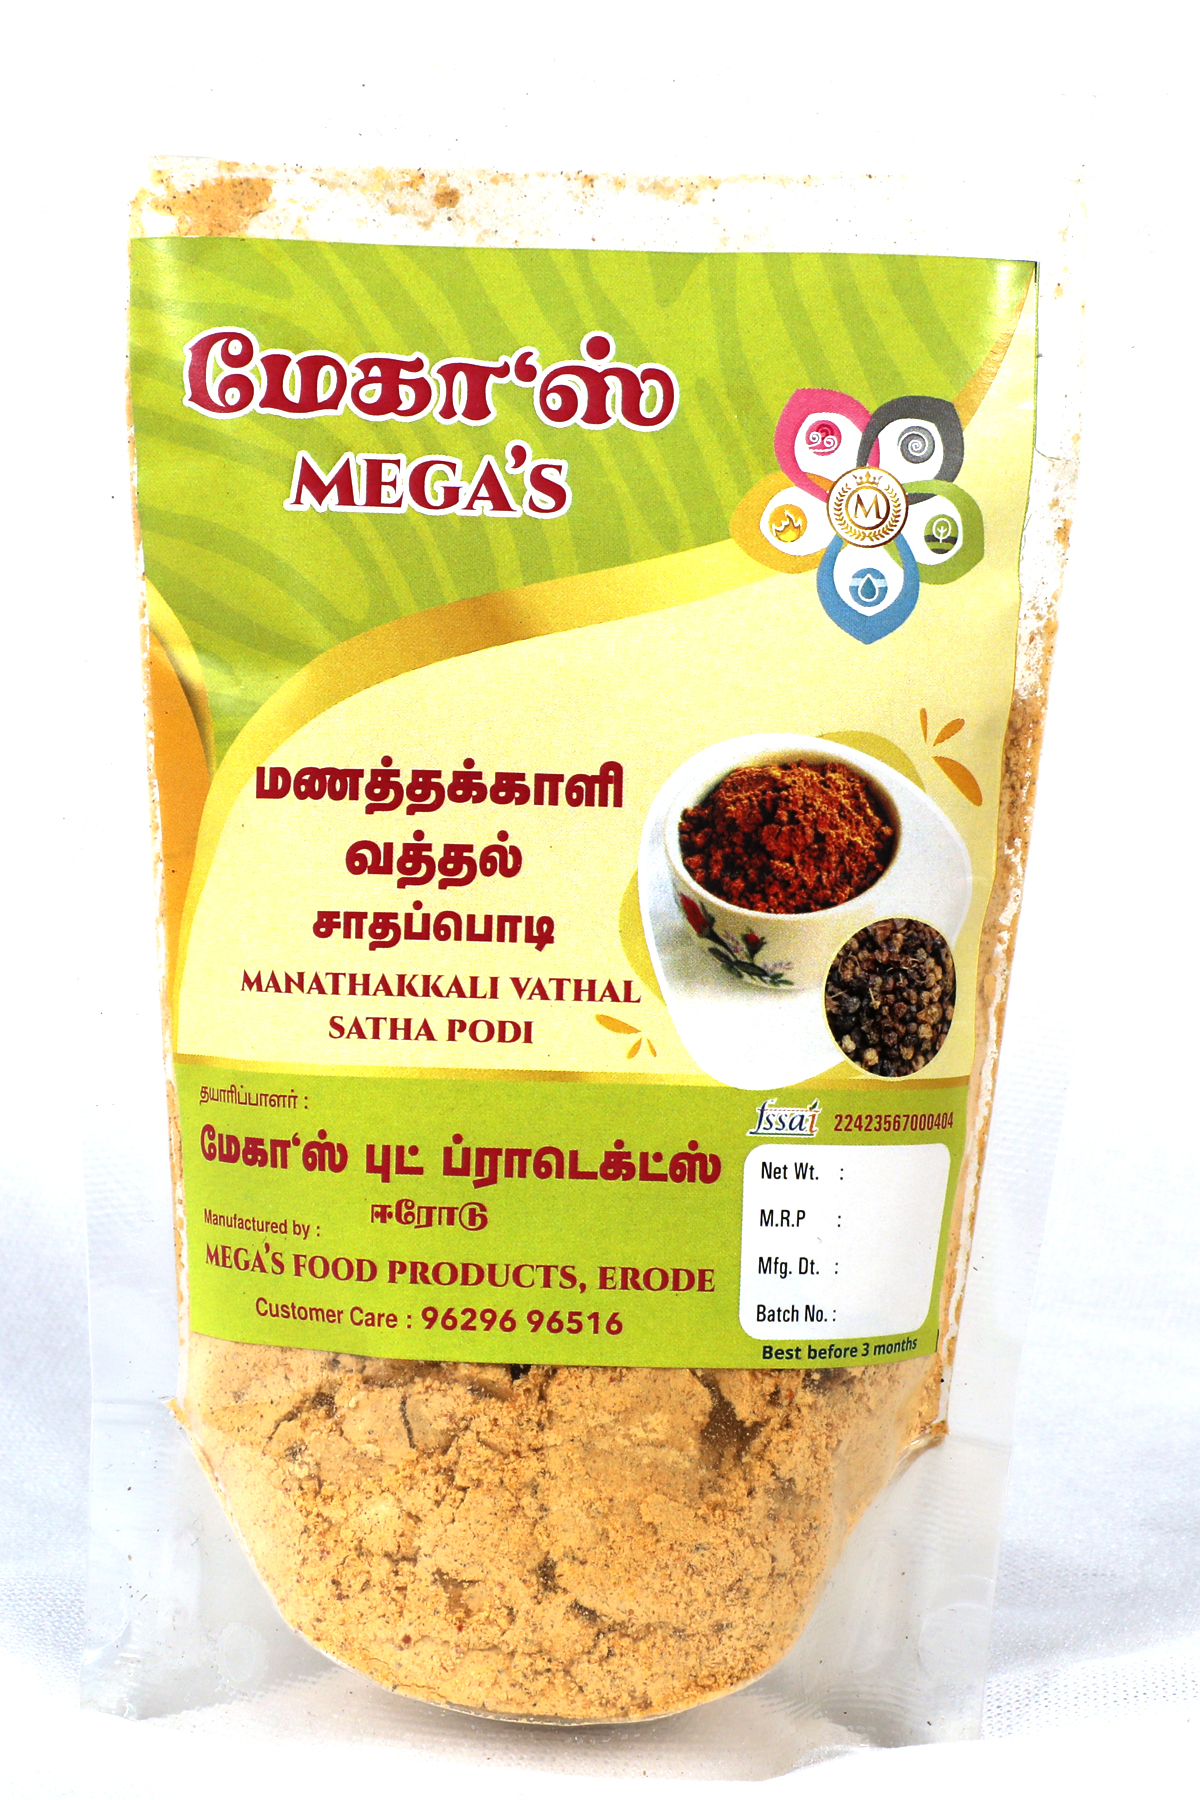 மேகா‘ஸ்
MEGA’S
M
மணத்தக்காளி
வத்தல்
சாதப்பொடி
MANATHAKKALI VATHAL
SATHA PODI
தயாரிப்பாளர் :
மேகா‘ஸ் புட் ப்ராடெக்ட்ஸ்
ஈரோடு
Manufactured by :
MEGA’S FOOD PRODUCTS, ERODE
Customer Care : 96296 96516
fssai 22423567000404
Net Wt. :
M.R.P :
Mfg. Dt. :
Batch No. :
Best before 3 months